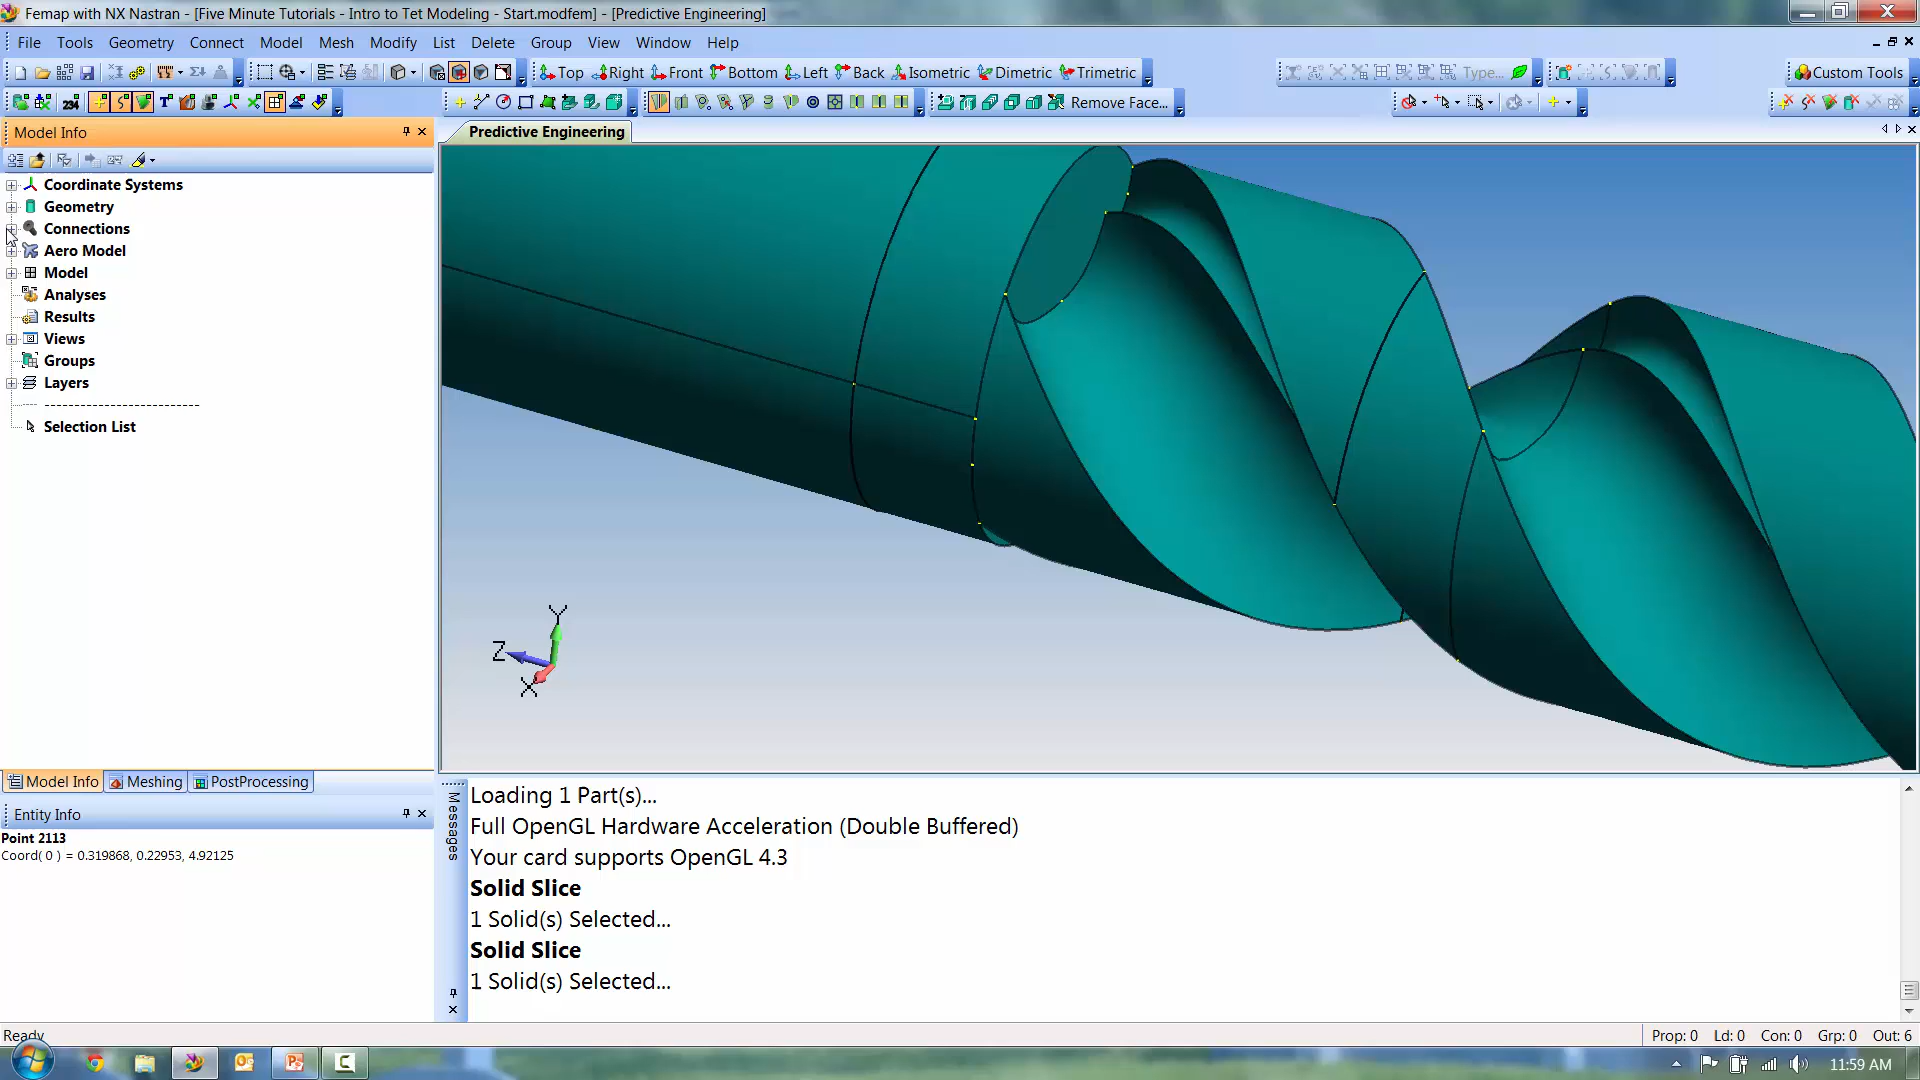 Femap with NX Nastran - [Five Minute Tutorials - Intro to Tet Modeling - Start.modfem] - [Predictive Engineering]
File Tools Geometry Connect Model Mesh Modify List Delete Group View Window Help
Top Right Front Bottom Left Back Isometric Dimetric Trimetric Type... Custom Tools
234 T Remove Face...
Model Info
Predictive Engineering
Coordinate Systems
Geometry
Connections
Aero Model
Model
Analyses
Results
Views
Groups
Layers
Selection List
Y
Z
X
Model Info Meshing PostProcessing
Entity Info
Point 2113
Coord( 0 ) = 0.319868, 0.22953, 4.92125
Messages
Loading 1 Part(s)...
Full OpenGL Hardware Acceleration (Double Buffered)
Your card supports OpenGL 4.3
Solid Slice
1 Solid(s) Selected...
Solid Slice
1 Solid(s) Selected...
Ready
Prop: 0 Ld: 0 Con: 0 Grp: 0 Out: 6
11:59 AM